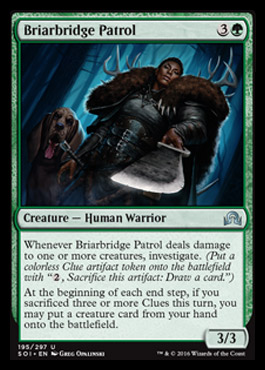 Briarbridge Patrol 3
Creature — Human Warrior
Whenever Briarbridge Patrol deals damage
to one or more creatures, investigate. (Put a
colorless Clue artifact token onto the battlefield
with “2, Sacrifice this artifact: Draw a card.”)
At the beginning of each end step, if you
sacrificed three or more Clues this turn, you
may put a creature card from your hand
onto the battlefield.
3/3
195/297 U
SOI • EN Greg Opalinski ™ & © 2016 Wizards of the Coast